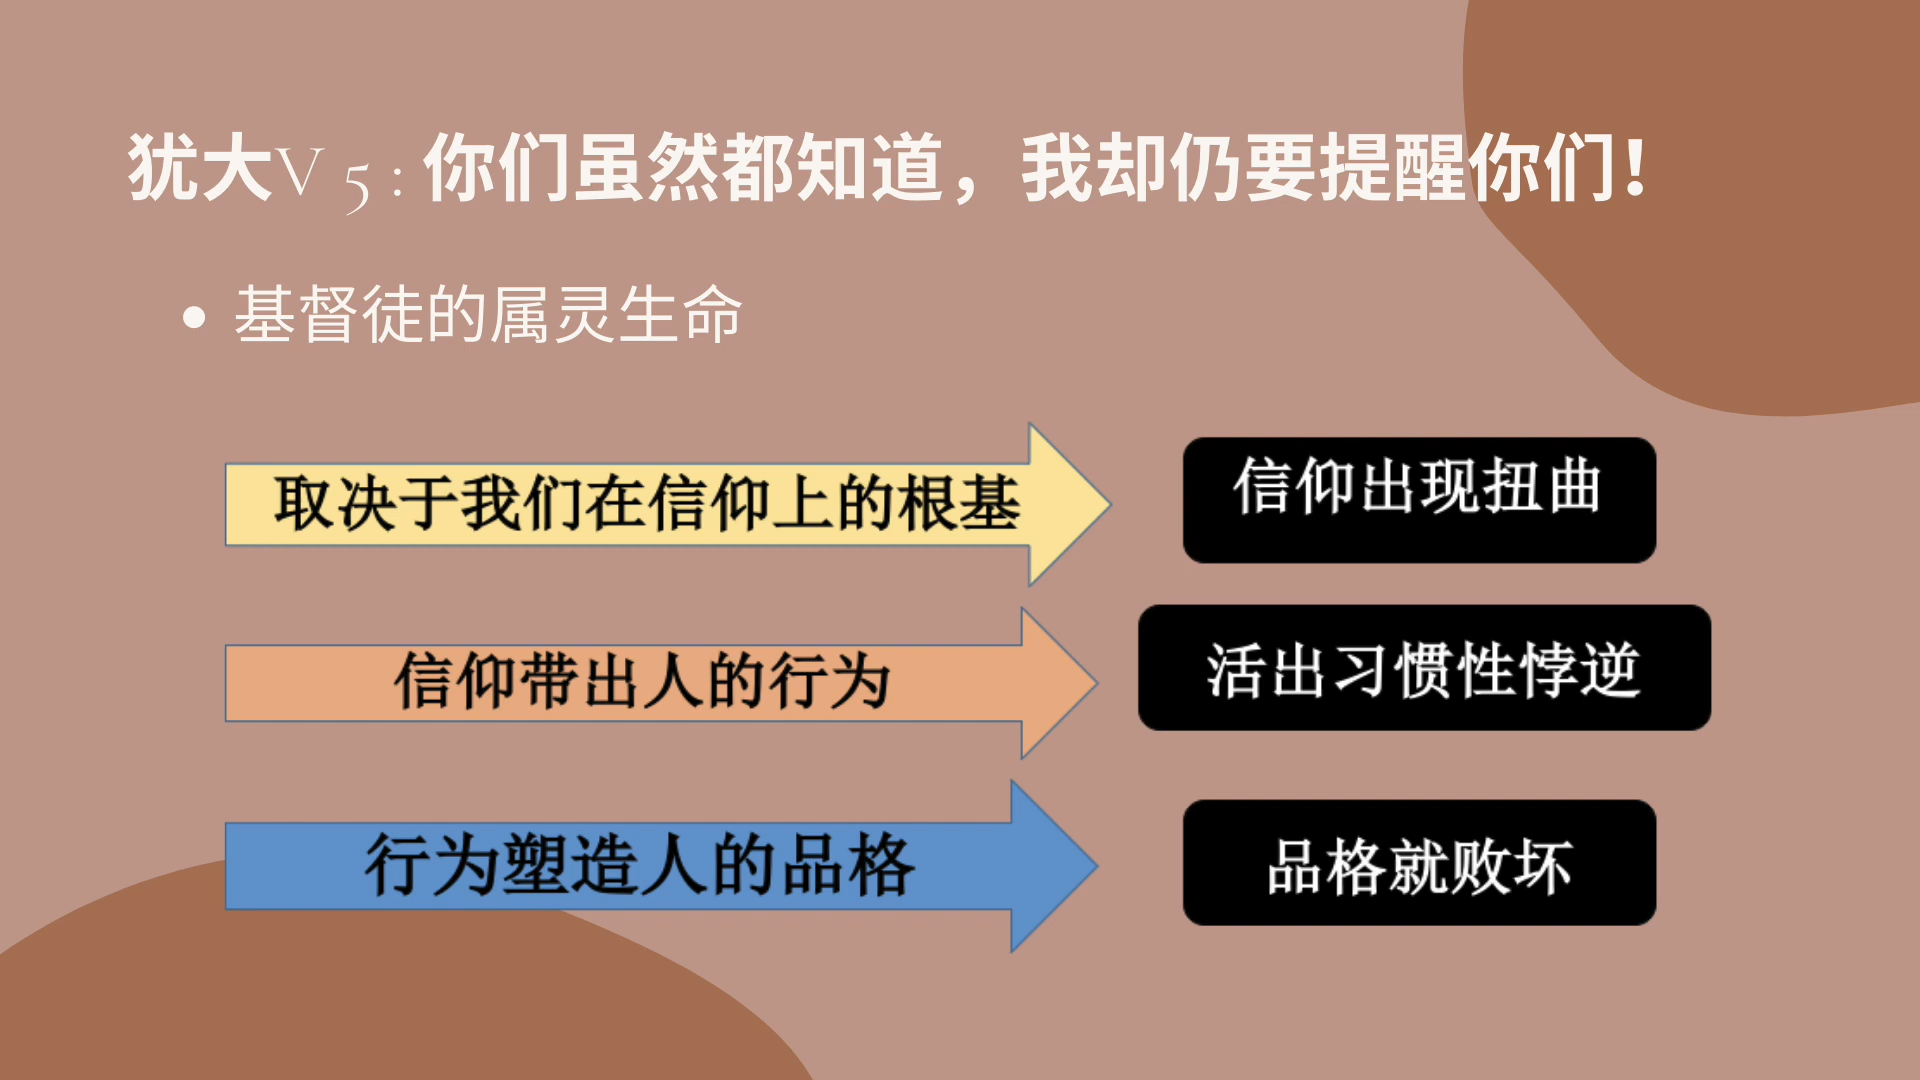 犹大V 5 : 你们虽然都知道，我却仍要提醒你们！
• 基督徒的属灵生命
取决于我们在信仰上的根基
信仰出现扭曲
信仰带出人的行为
活出习惯性悖逆
行为塑造人的品格
品格就败坏